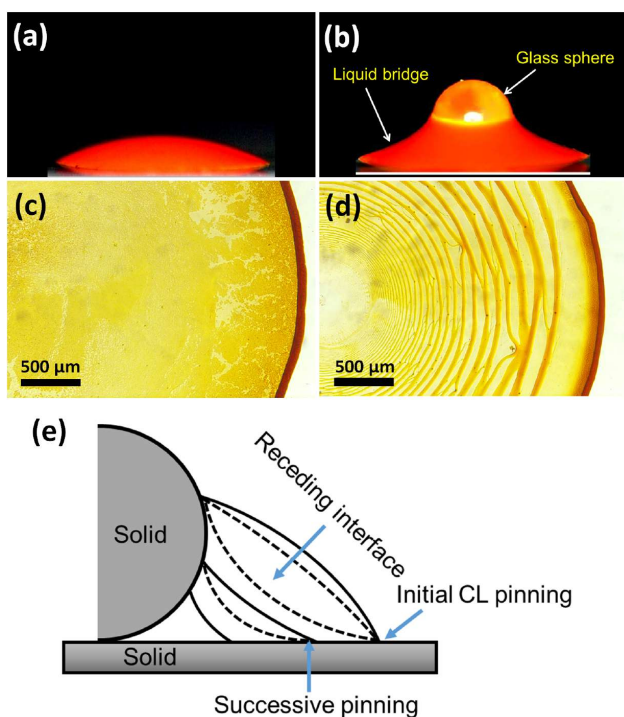 (a)
(b)
Liquid bridge
Glass sphere
(c)
(d)
500 μm
500 μm
(e)
Receding interface
Solid
Initial CL pinning
Solid
Successive pinning